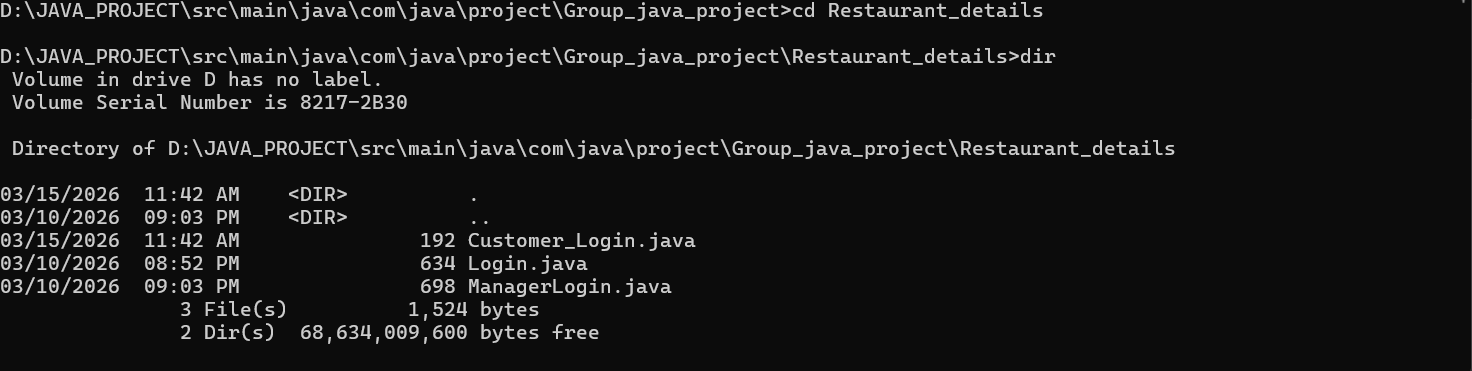 D:\JAVA_PROJECT\src\main\java\com\java\project\Group_java_project>cd Restaurant_details
D:\JAVA_PROJECT\src\main\java\com\java\project\Group_java_project\Restaurant_details>dir
 Volume in drive D has no label.
 Volume Serial Number is 8217-2B30
 Directory of D:\JAVA_PROJECT\src\main\java\com\java\project\Group_java_project\Restaurant_details
03/15/2026  11:42 AM    <DIR>          .
03/10/2026  09:03 PM    <DIR>          ..
03/15/2026  11:42 AM               192 Customer_Login.java
03/10/2026  08:52 PM               634 Login.java
03/10/2026  09:03 PM               698 ManagerLogin.java
               3 File(s)          1,524 bytes
               2 Dir(s)  68,634,009,600 bytes free